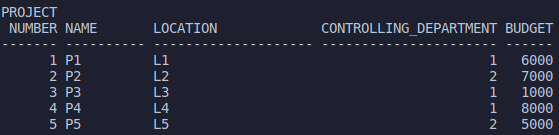 PROJECT
 NUMBER NAME       LOCATION             CONTROLLING_DEPARTMENT BUDGET
------- ---------- -------------------- ---------------------- ------
      1 P1         L1                                        1   6000
      2 P2         L2                                        2   7000
      3 P3         L3                                        1   1000
      4 P4         L4                                        1   8000
      5 P5         L5                                        2   5000